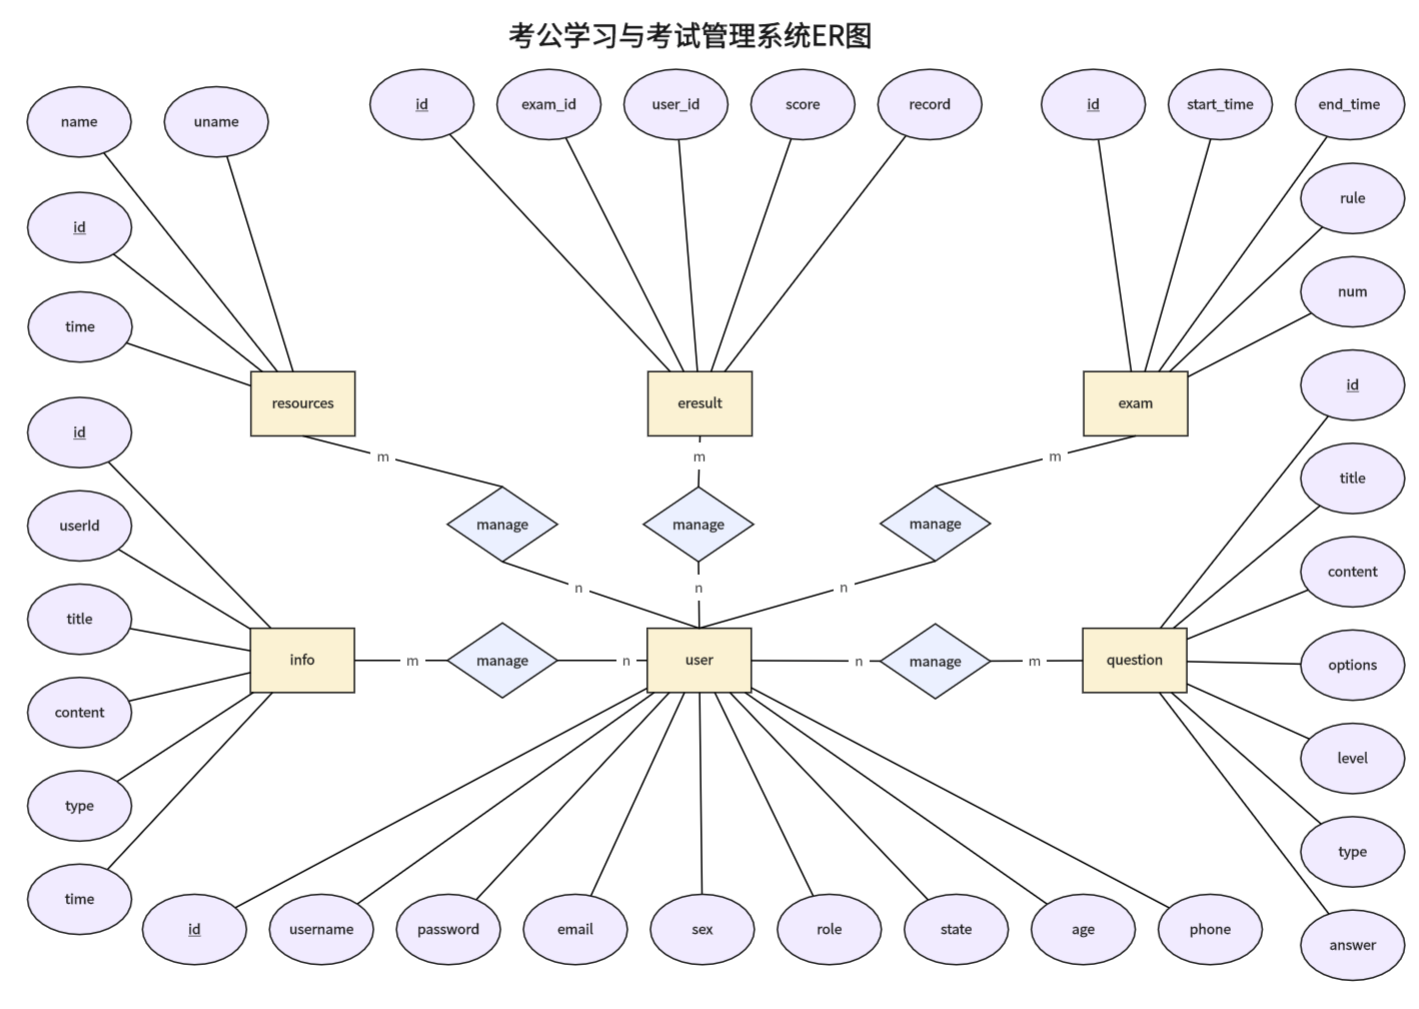 考公学习与考试管理系统ER图
id
exam_id
user_id
score
record
id
start_time
end_time
name
uname
rule
id
num
time
id
resources
eresult
exam
id
m
m
m
title
userId
manage
manage
manage
content
n
n
n
title
info
m
manage
n
user
n
manage
m
question
options
content
level
type
type
time
id
username
password
email
sex
role
state
age
phone
answer